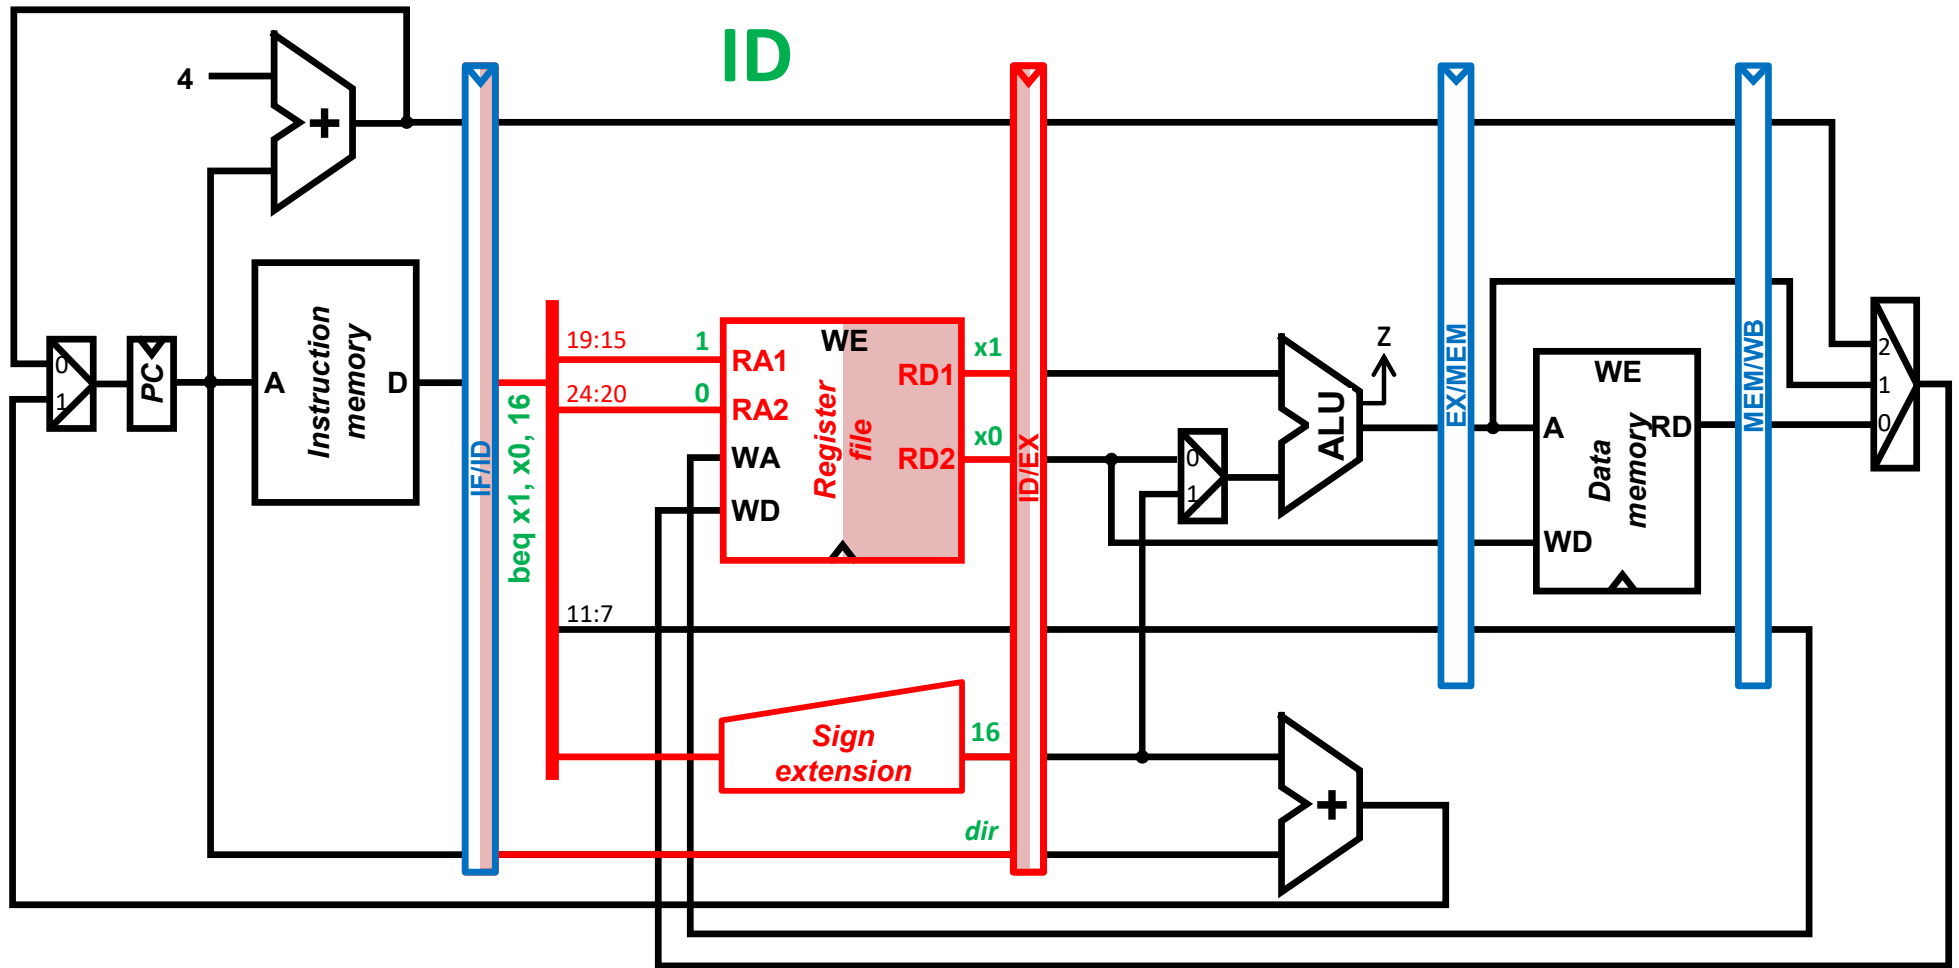 ID
4
+
IF/ID
ID/EX
EX/MEM
MEM/WB
0
1
PC
A
Instruction
memory
D
beq x1, x0, 16
19:15
1
24:20
0
11:7
WE
RA1
RA2
WA
WD
Register
file
RD1
RD2
x1
x0
Sign
extension
16
dir
0
1
ALU
Z
+
WE
A
RD
WD
Data
memory
2
1
0